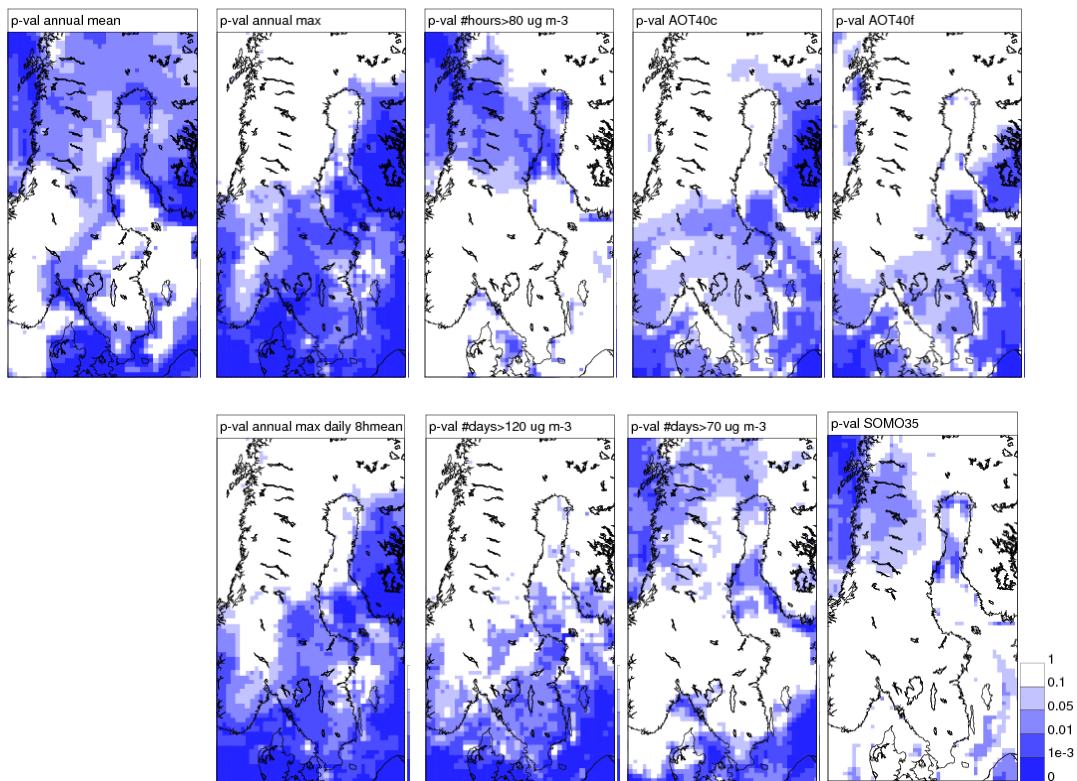 p-val annual mean
p-val annual max
p-val #hours>80 ug m-3
p-val AOT40c
p-val AOT40f
p-val annual max daily 8hmean
p-val #days>120 ug m-3
p-val #days>70 ug m-3
p-val SOMO35
1
0.1
0.05
0.01
1e-3
0